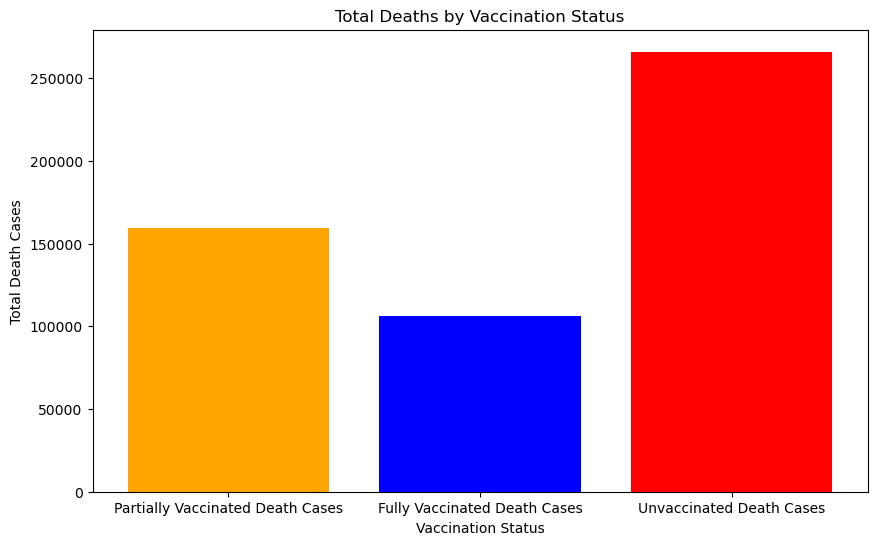 Total Deaths by Vaccination Status
Total Death Cases
250000
200000
150000
100000
50000
0
Partially Vaccinated Death Cases
Fully Vaccinated Death Cases
Unvaccinated Death Cases
Vaccination Status